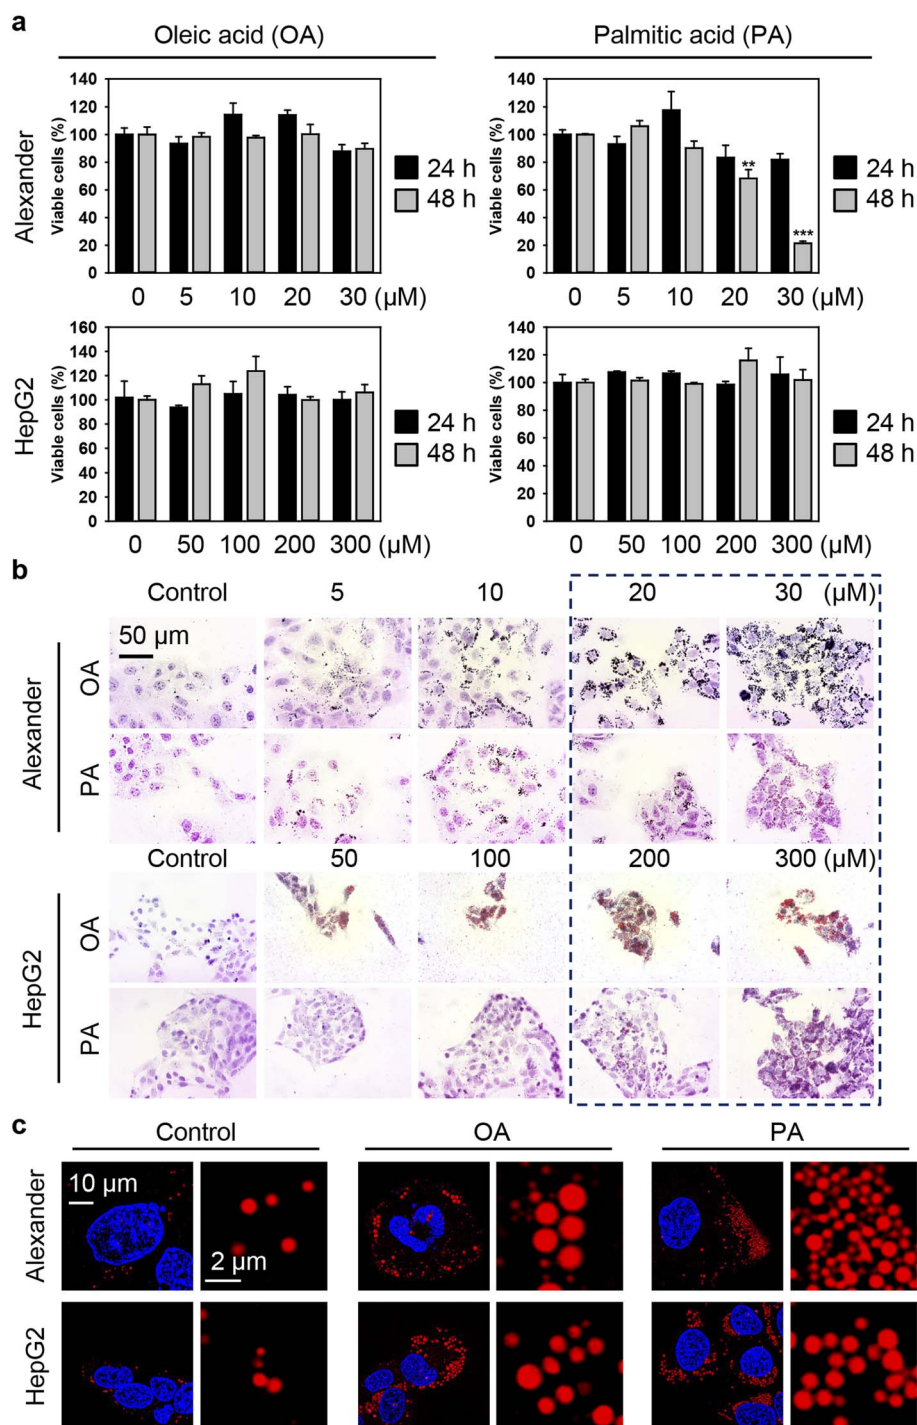 a
Oleic acid (OA)
Palmitic acid (PA)
Alexander
Viable cells (%)
140
120
100
80
60
40
20
0
0 5 10 20 30 (µM)
24 h
48 h
Viable cells (%)
140
120
100
80
60
40
20
0
**
***
0 5 10 20 30 (µM)
24 h
48 h
HepG2
Viable cells (%)
160
140
120
100
80
60
40
20
0
0 50 100 200 300 (µM)
24 h
48 h
Viable cells (%)
140
120
100
80
60
40
20
0
0 50 100 200 300 (µM)
24 h
48 h
b
Control 5 10 20 30 (µM)
Alexander
OA
50 µm
PA
Control 50 100 200 300 (µM)
HepG2
OA
PA
c
Control OA PA
Alexander
10 µm
2 µm
HepG2